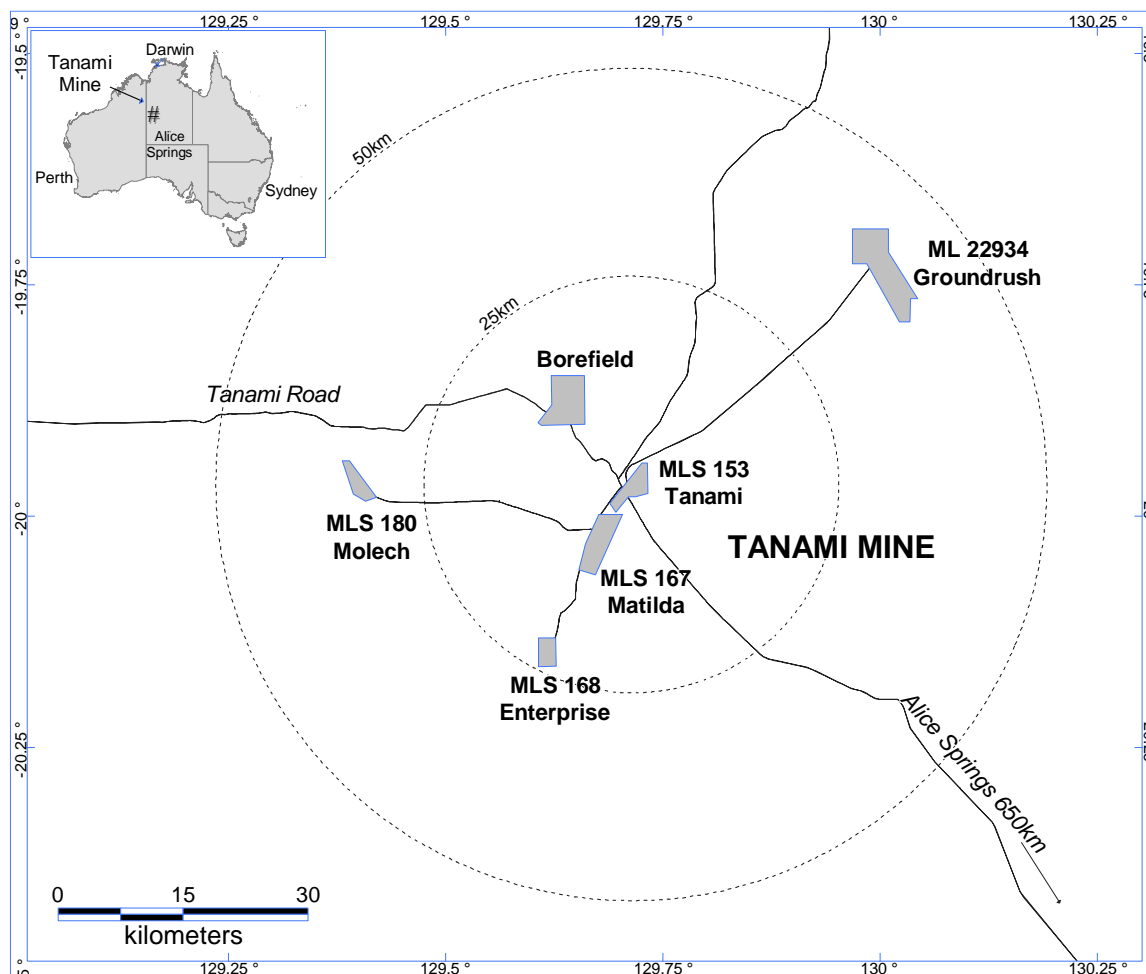 129.25 °
129.5 °
129.75 °
130 °
130.25 °
Darwin
Tanami
Mine
#
Alice
Springs
Perth
Sydney
50km
-19.5 °
ML 22934
Groundrush
-19.75 °
25km
Borefield
Tanami Road
MLS 153
Tanami
MLS 180
Molech
-20 °
TANAMI MINE
MLS 167
Matilda
MLS 168
Enterprise
-20.25 °
Alice Springs 650km
0 15 30
kilometers
129.25 °
129.5 °
129.75 °
130 °
130.25 °